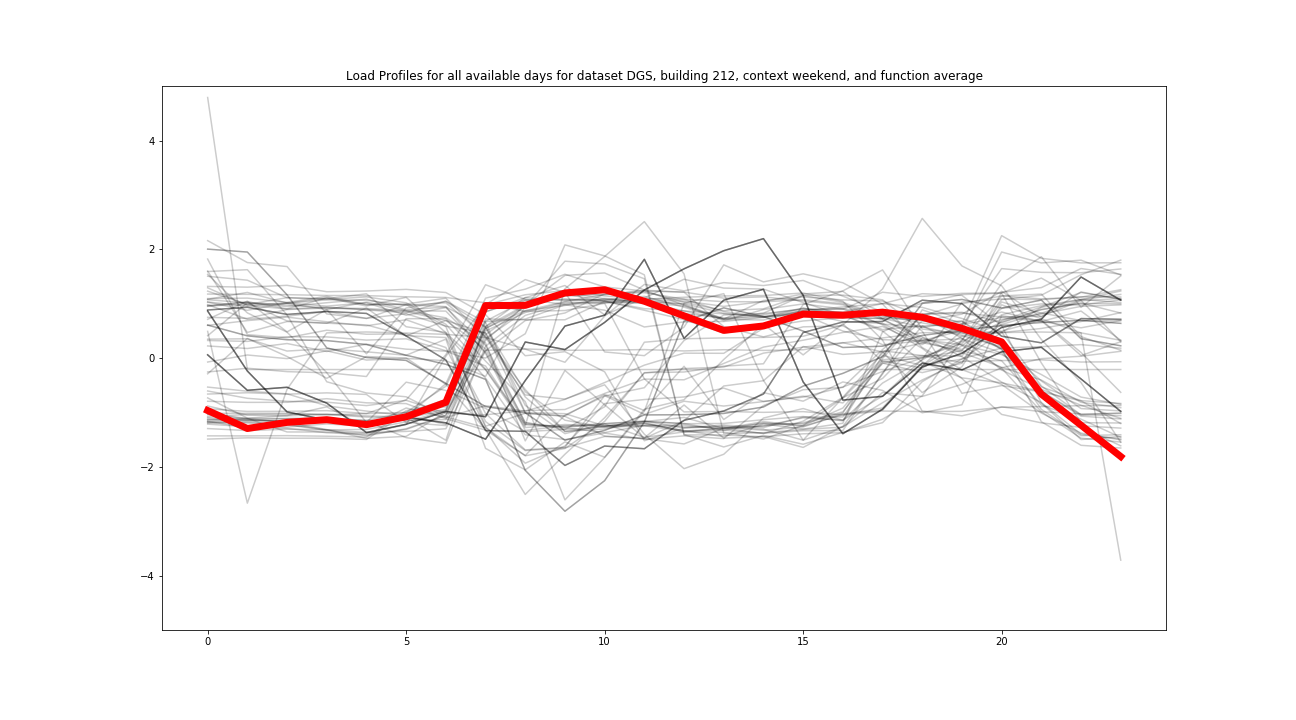 Load Profiles for all available days for dataset DGS, building 212, context weekend, and function average
4
2
0
−2
−4
0 5 10 15 20